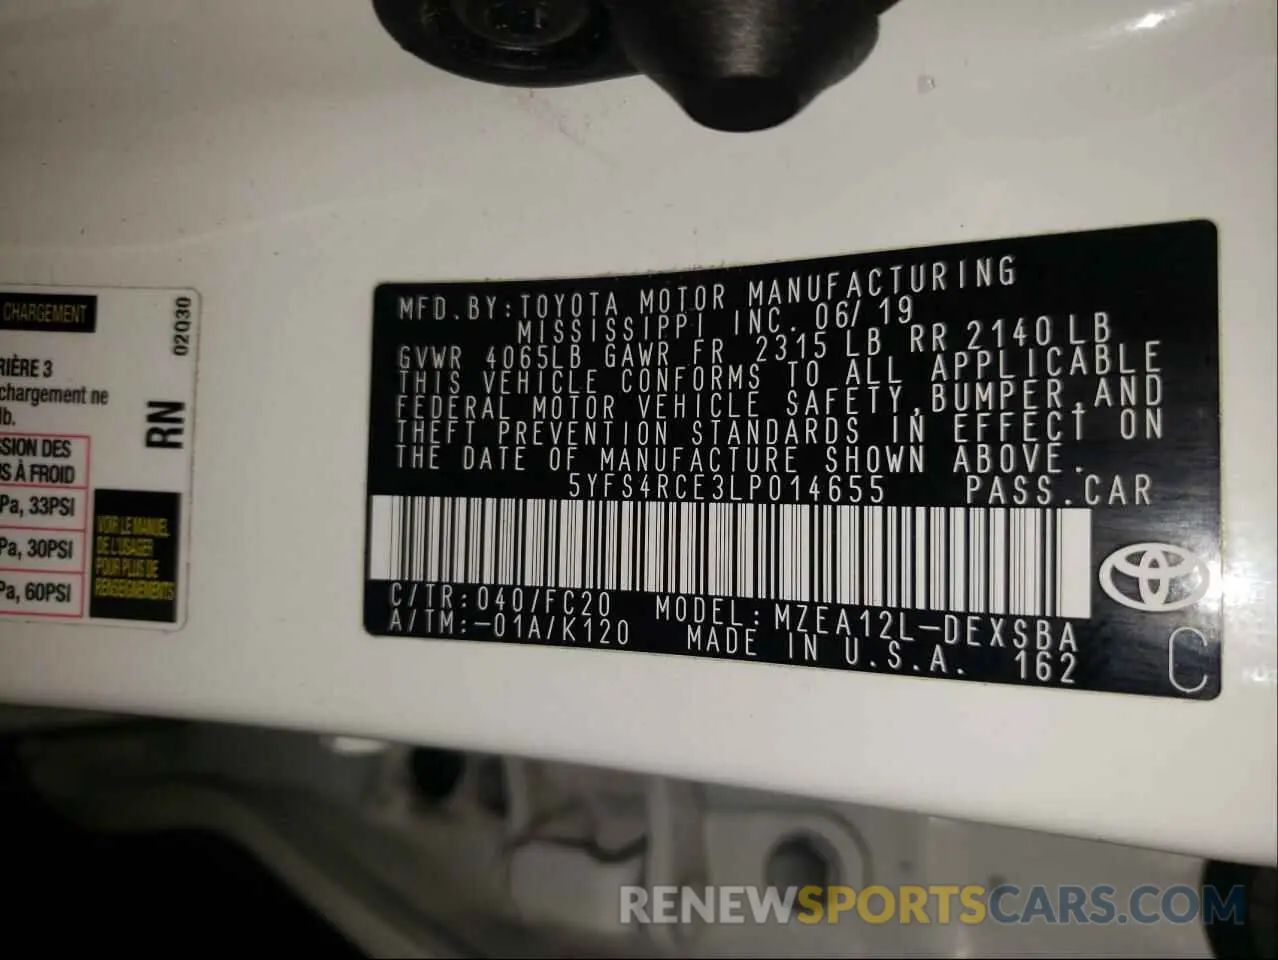 CHARGEMENT
02Q30
RIÈRE 3
chargement ne
lb.
RN
SSION DES
S À FROID
Pa, 33PSI
Pa, 30PSI
Pa, 60PSI
VOIR LE MANUEL
DE L'USAGER
POUR PLUS DE
RENSEIGNEMENTS
MFD.BY:TOYOTA MOTOR MANUFACTURING
MISSISSIPPI INC. 06/19
GVWR 4065LB GAWR FR 2315 LB RR 2140 LB
THIS VEHICLE CONFORMS TO ALL APPLICABLE
FEDERAL MOTOR VEHICLE SAFETY,BUMPER,AND
THEFT PREVENTION STANDARDS IN EFFECT ON
THE DATE OF MANUFACTURE SHOWN ABOVE.
5YFS4RCE3LP014655 PASS.CAR
C/TR:040/FC20 MODEL:MZEA12L-DEXSBA
A/TM:-01A/K120 MADE IN U.S.A. 162
C
RENEWSPORTSCARS.COM